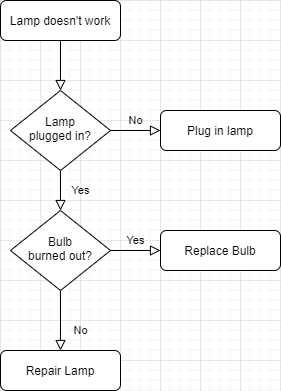 Lamp doesn't work
Lamp
plugged in?
No
Plug in lamp
Yes
Bulb
burned out?
Yes
Replace Bulb
No
Repair Lamp